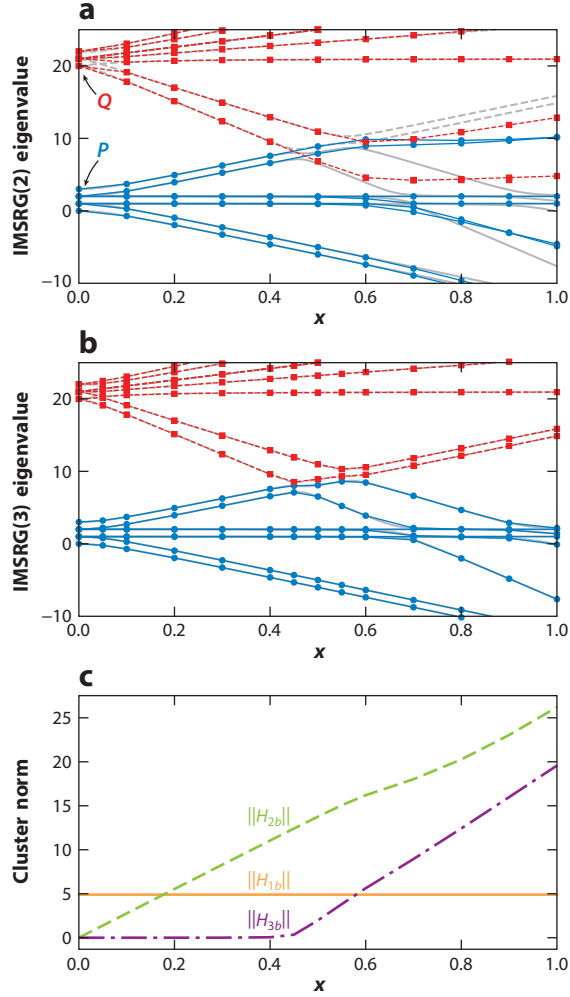 a
IMSRG(2) eigenvalue
20
10
0
−10
Q
P
0.0 0.2 0.4 0.6 0.8 1.0
x
b
IMSRG(3) eigenvalue
20
10
0
−10
0.0 0.2 0.4 0.6 0.8 1.0
x
c
Cluster norm
25
20
15
10
5
0
||H2b||
||H1b||
||H3b||
0.0 0.2 0.4 0.6 0.8 1.0
x